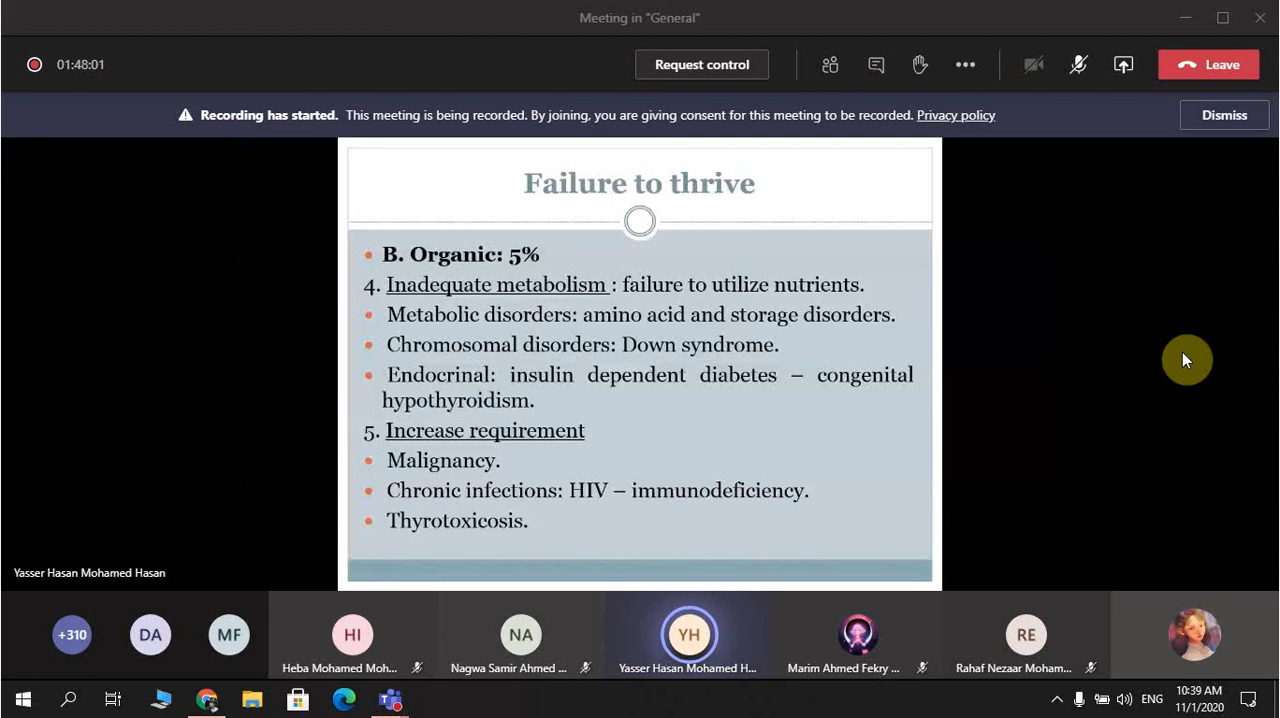 Meeting in "General"
01:48:01
Request control
Leave
Recording has started. This meeting is being recorded. By joining, you are giving consent for this meeting to be recorded. Privacy policy
Dismiss
Failure to thrive
• B. Organic: 5%
4. Inadequate metabolism : failure to utilize nutrients.
• Metabolic disorders: amino acid and storage disorders.
• Chromosomal disorders: Down syndrome.
• Endocrinal: insulin dependent diabetes – congenital
hypothyroidism.
5. Increase requirement
• Malignancy.
• Chronic infections: HIV – immunodeficiency.
• Thyrotoxicosis.
Yasser Hasan Mohamed Hasan
+310
DA
MF
HI
NA
YH
RE
Heba Mohamed Moh...
Nagwa Samir Ahmed ...
Yasser Hasan Mohamed H...
Marim Ahmed Fekry ...
Rahaf Nezaar Moham...
ENG
10:39 AM
11/1/2020